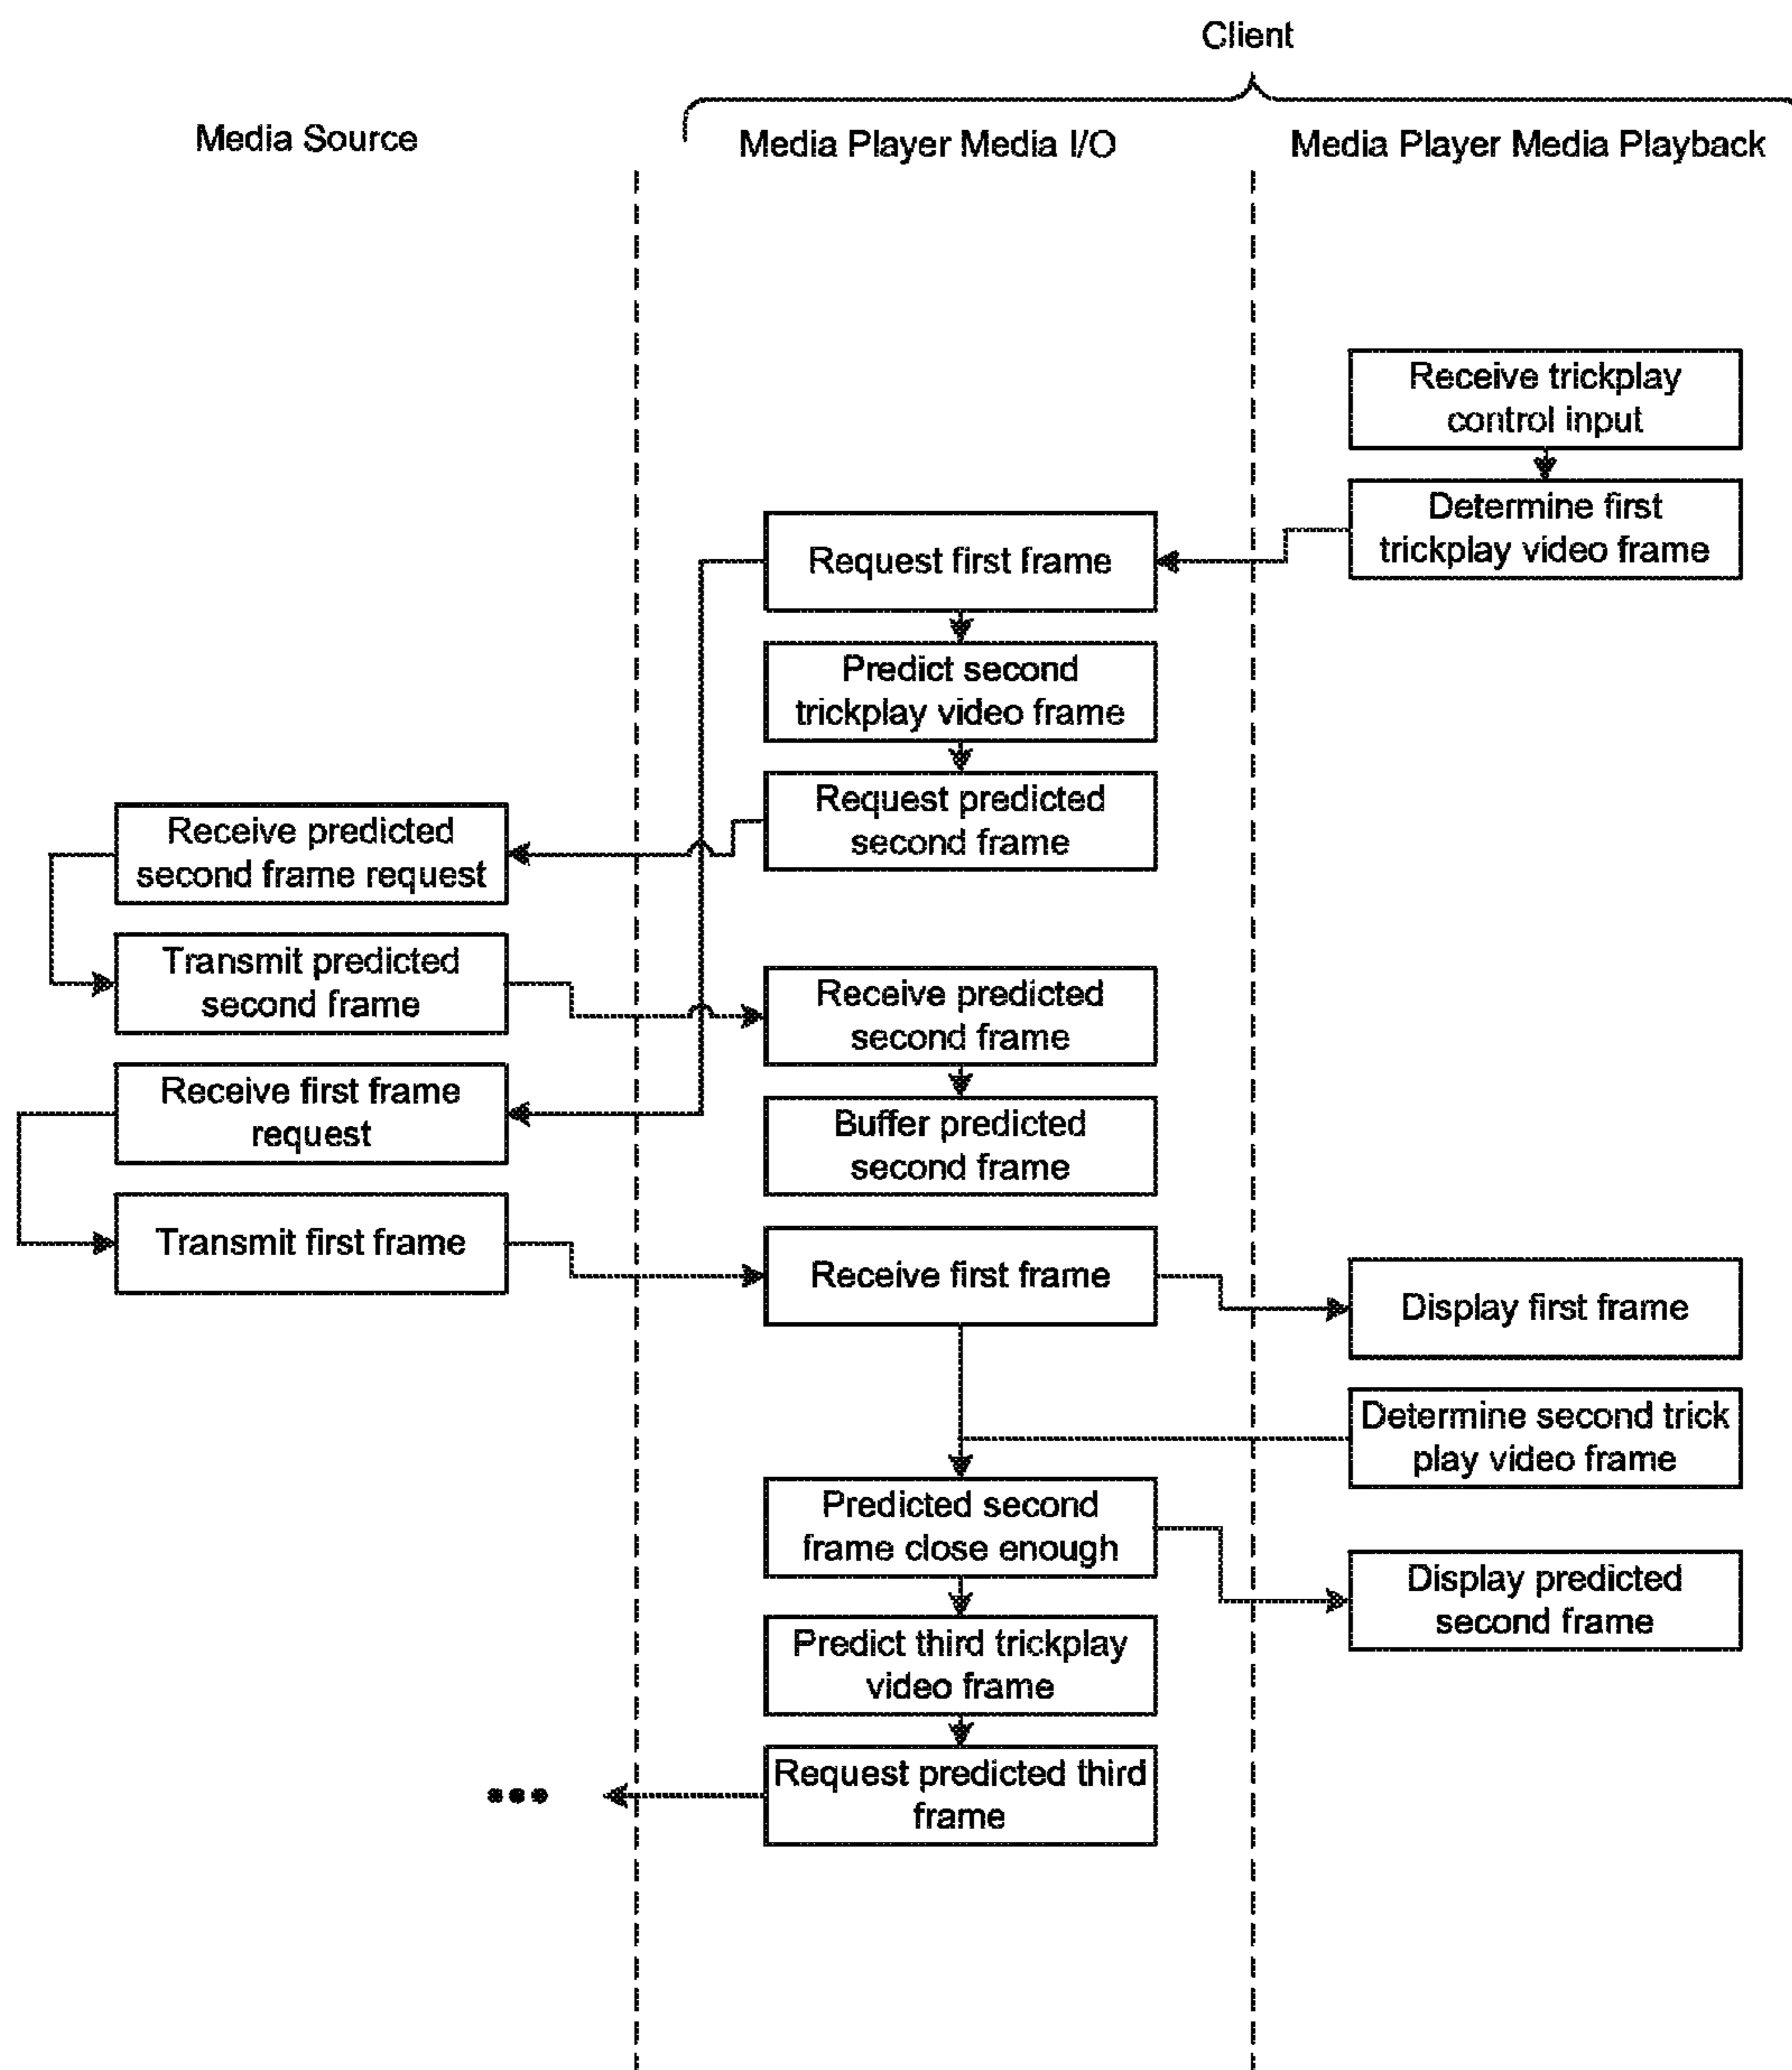 Client
Media Source
Media Player Media I/O
Media Player Media Playback
Receive trickplay
control input
Determine first
trickplay video frame
Request first frame
Predict second
trickplay video frame
Request predicted
second frame
Receive predicted
second frame request
Transmit predicted
second frame
Receive predicted
second frame
Receive first frame
request
Buffer predicted
second frame
Transmit first frame
Receive first frame
Display first frame
Determine second trick
play video frame
Predicted second
frame close enough
Display predicted
second frame
Predict third trickplay
video frame
Request predicted third
frame
•••